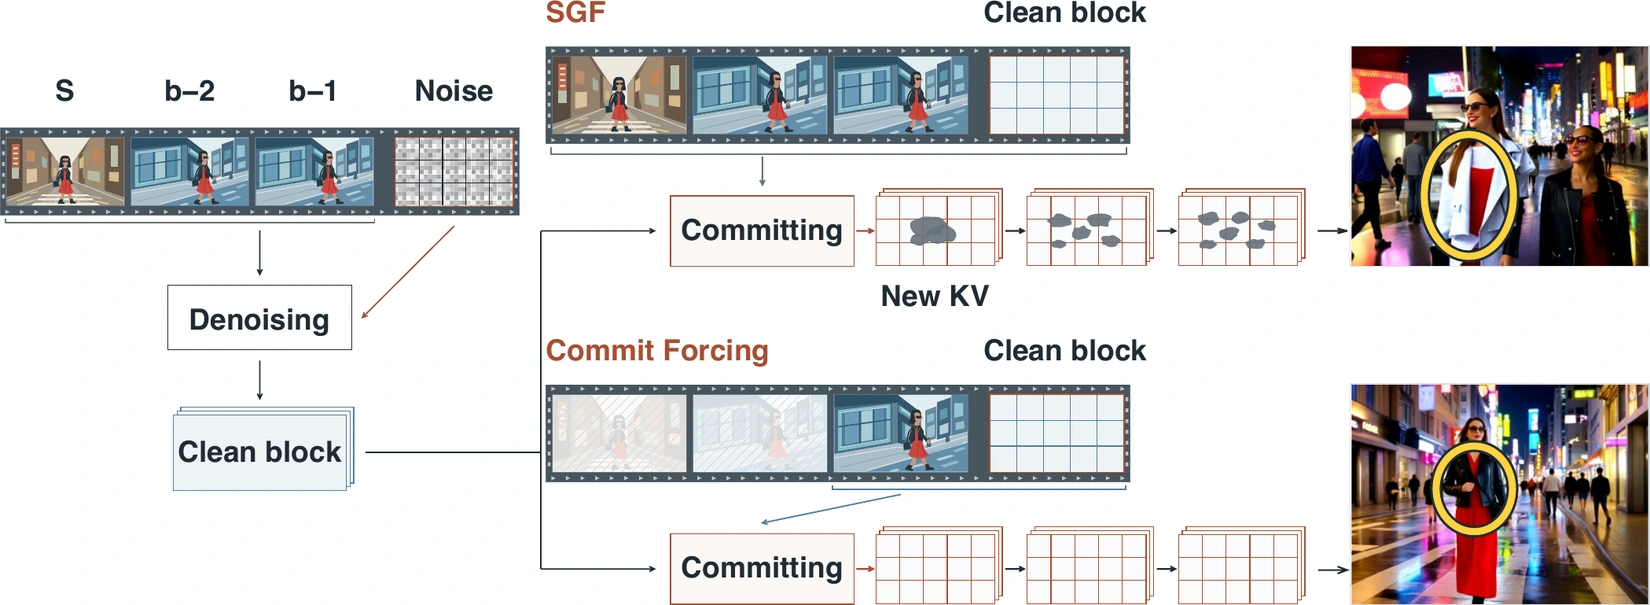 S
b–2
b–1
Noise
Denoising
Clean block
SGF
Clean block
Committing
New KV
Commit Forcing
Clean block
Committing